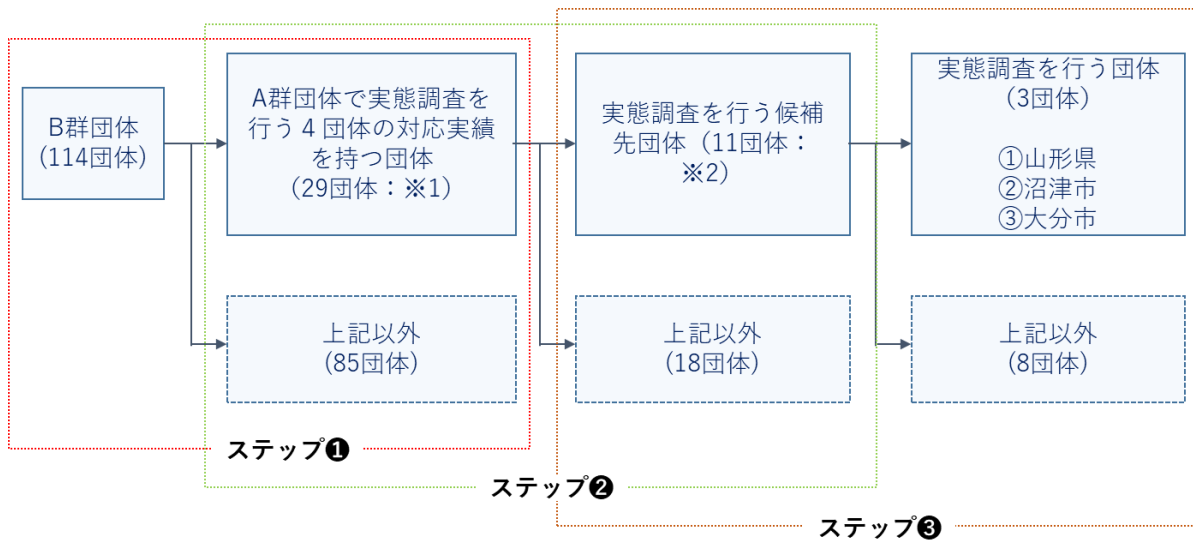 B群団体
(114団体)
A群団体で実態調査を
行う４団体の対応実績
を持つ団体
（29団体：※1）
実態調査を行う候補
先団体（11団体：
※2）
実態調査を行う団体
(3団体)
①山形県
②沼津市
③大分市
上記以外
(85団体)
上記以外
(18団体)
上記以外
(8団体)
ステップ❶
ステップ❷
ステップ❸